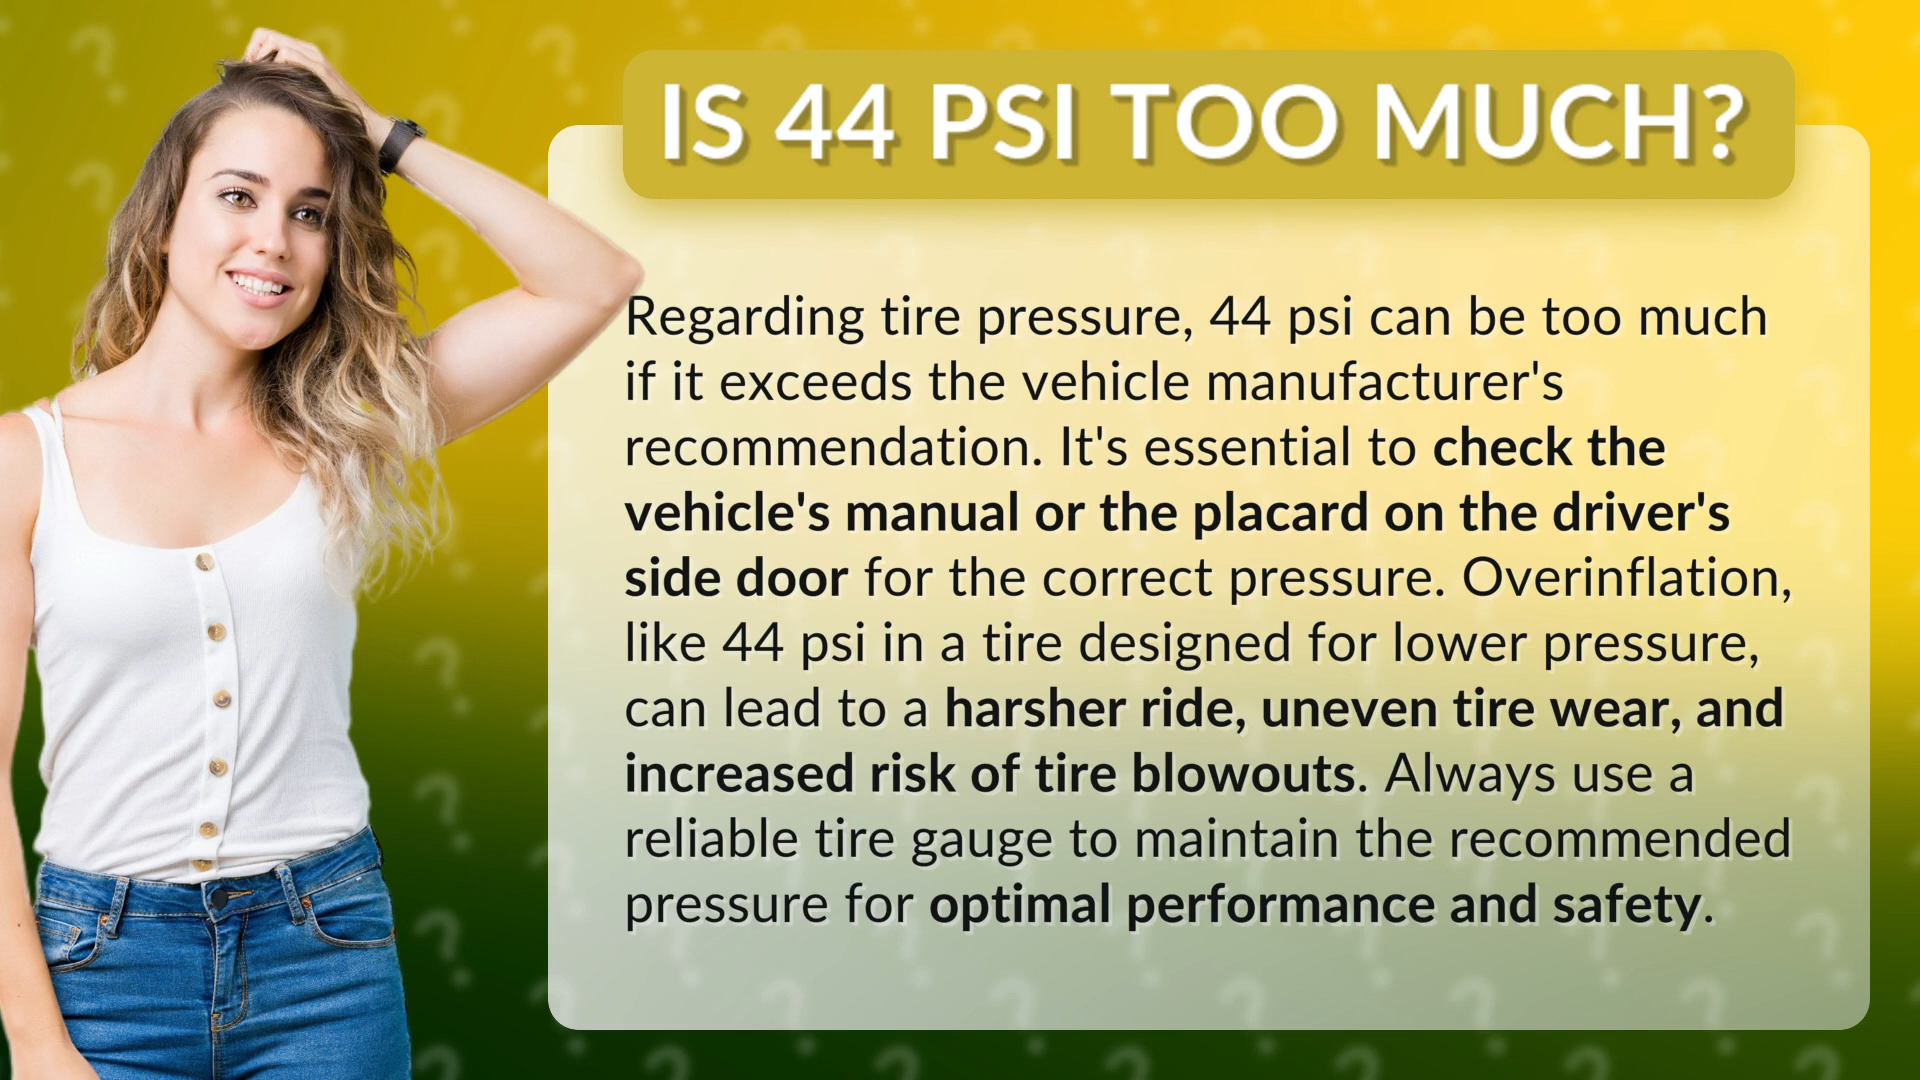 IS 44 PSI TOO MUCH?
Regarding tire pressure, 44 psi can be too much
if it exceeds the vehicle manufacturer's
recommendation. It's essential to check the
vehicle's manual or the placard on the driver's
side door for the correct pressure. Overinflation,
like 44 psi in a tire designed for lower pressure,
can lead to a harsher ride, uneven tire wear, and
increased risk of tire blowouts. Always use a
reliable tire gauge to maintain the recommended
pressure for optimal performance and safety.